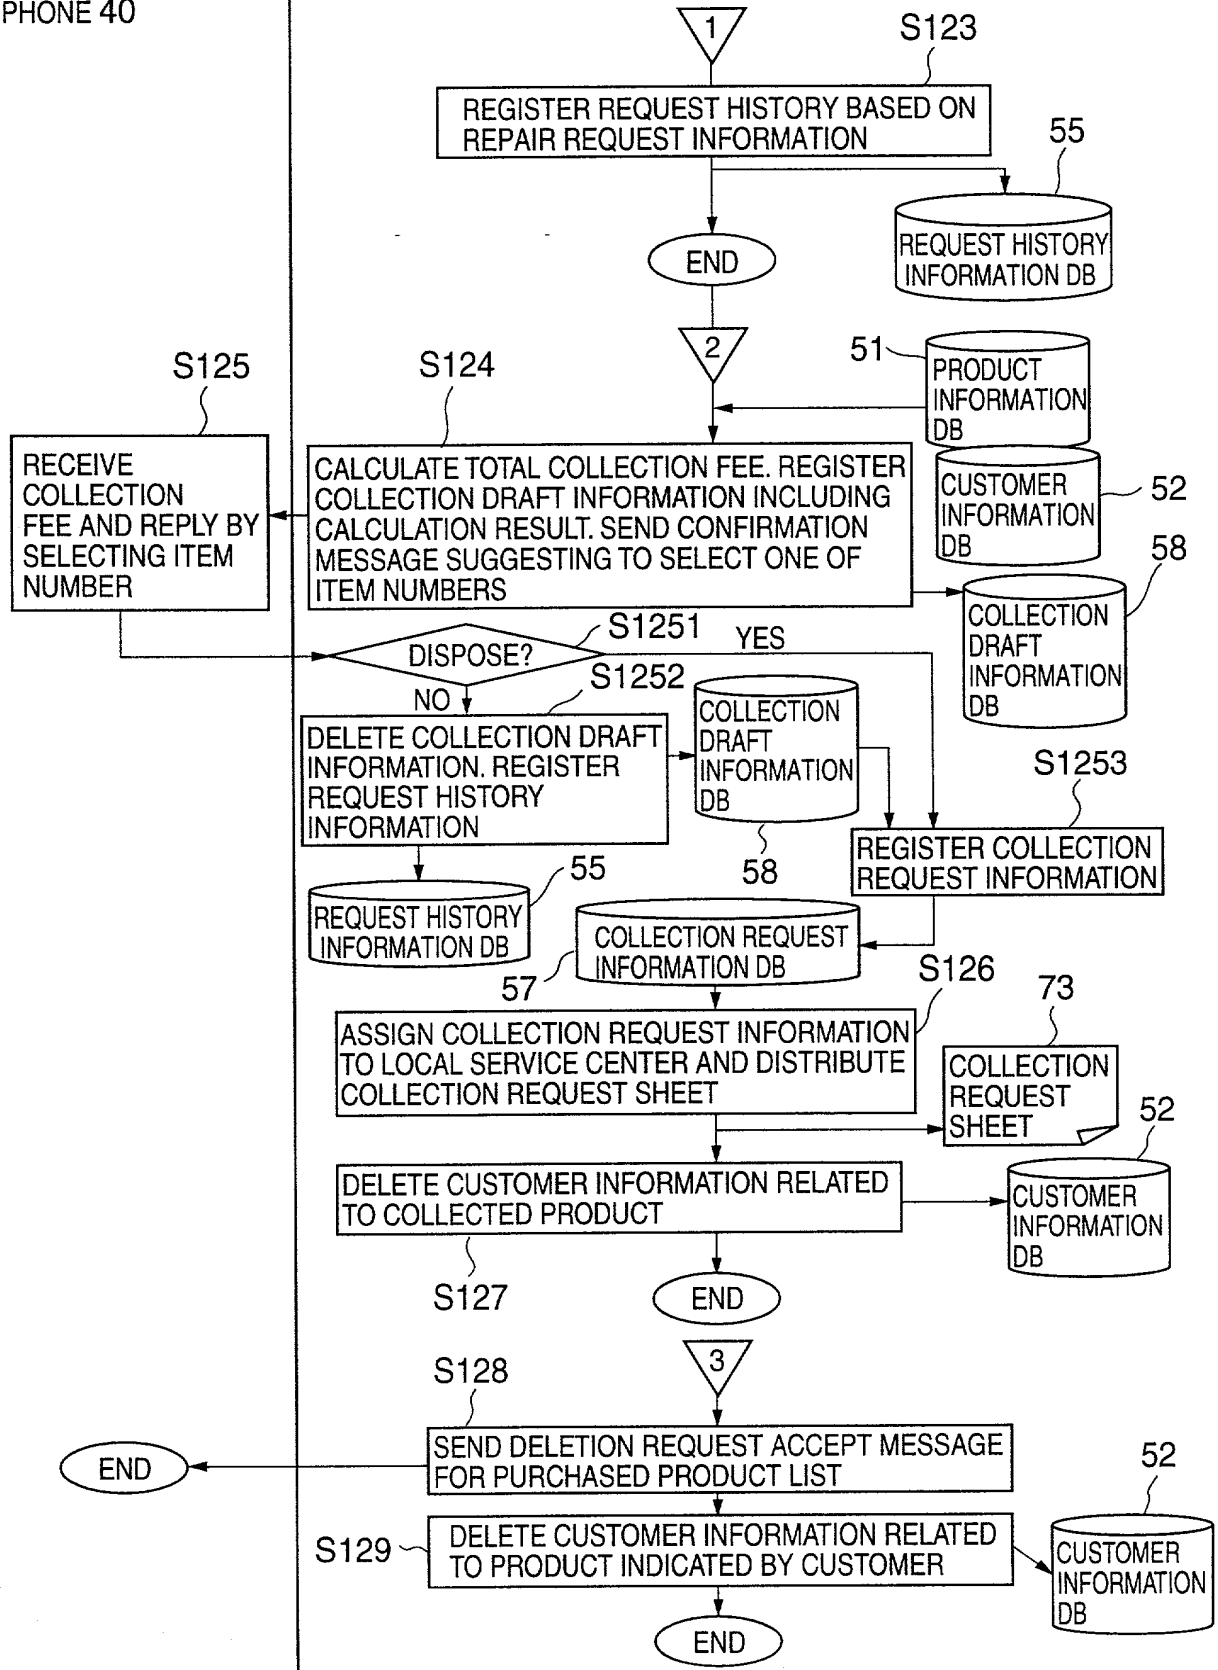 PHONE 40
1
S123
REGISTER REQUEST HISTORY BASED ON
REPAIR REQUEST INFORMATION
55
REQUEST HISTORY
INFORMATION DB
END
2
51
PRODUCT
INFORMATION
DB
S125
S124
RECEIVE
COLLECTION
FEE AND REPLY BY
SELECTING ITEM
NUMBER
CALCULATE TOTAL COLLECTION FEE. REGISTER
COLLECTION DRAFT INFORMATION INCLUDING
CALCULATION RESULT. SEND CONFIRMATION
MESSAGE SUGGESTING TO SELECT ONE OF
ITEM NUMBERS
CUSTOMER
INFORMATION
DB
52
58
COLLECTION
DRAFT
INFORMATION
DB
S1251
DISPOSE?
YES
NO
S1252
DELETE COLLECTION DRAFT
INFORMATION. REGISTER
REQUEST HISTORY
INFORMATION
COLLECTION
DRAFT
INFORMATION
DB
58
S1253
REGISTER COLLECTION
REQUEST INFORMATION
55
REQUEST HISTORY
INFORMATION DB
COLLECTION REQUEST
INFORMATION DB
57
S126
ASSIGN COLLECTION REQUEST INFORMATION
TO LOCAL SERVICE CENTER AND DISTRIBUTE
COLLECTION REQUEST SHEET
73
COLLECTION
REQUEST
SHEET
DELETE CUSTOMER INFORMATION RELATED
TO COLLECTED PRODUCT
52
CUSTOMER
INFORMATION
DB
S127
END
3
S128
SEND DELETION REQUEST ACCEPT MESSAGE
FOR PURCHASED PRODUCT LIST
END
S129
DELETE CUSTOMER INFORMATION RELATED
TO PRODUCT INDICATED BY CUSTOMER
52
CUSTOMER
INFORMATION
DB
END